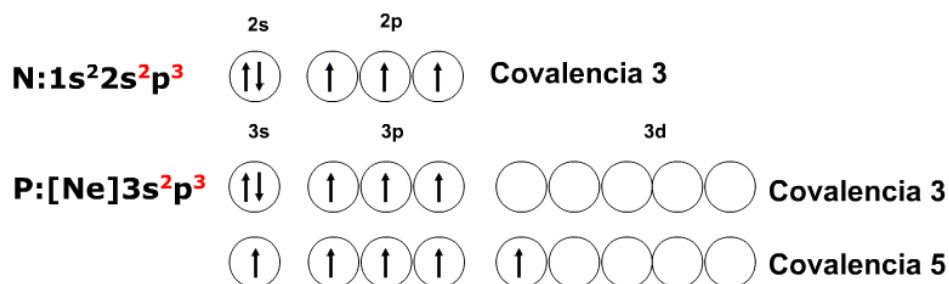 2s 2p
N:1s²2s²p³ Covalencia 3
3s 3p 3d
P:[Ne]3s²p³ Covalencia 3
Covalencia 5